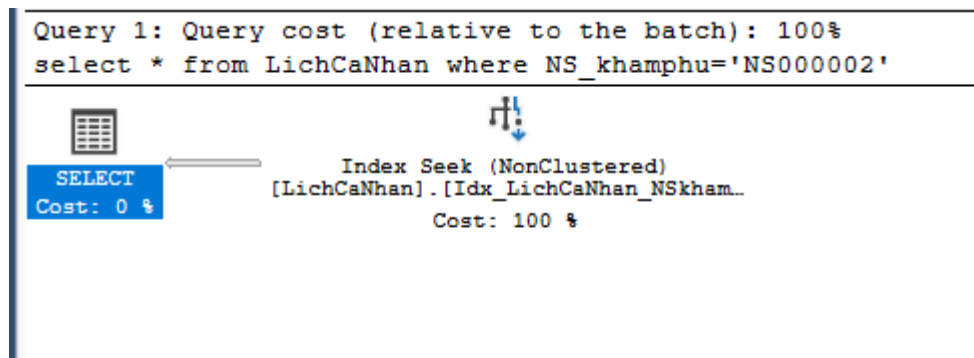 Query 1: Query cost (relative to the batch): 100%
select * from LichCaNhan where NS_khamphu='NS000002'
SELECT
Cost: 0 %
Index Seek (NonClustered)
[LichCaNhan].[Idx_LichCaNhan_NSkham…
Cost: 100 %